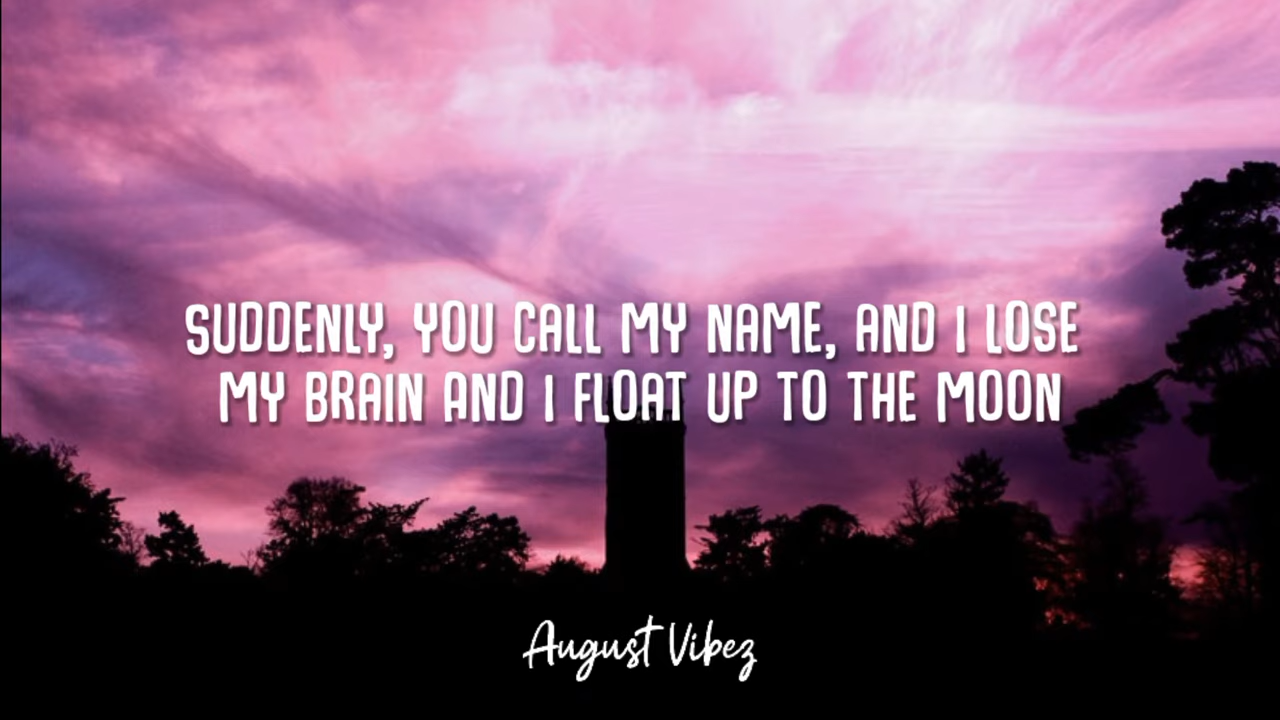 SUDDENLY, YOU CALL MY NAME, AND I LOSE
MY BRAIN AND I FLOAT UP TO THE MOON
August Vibez